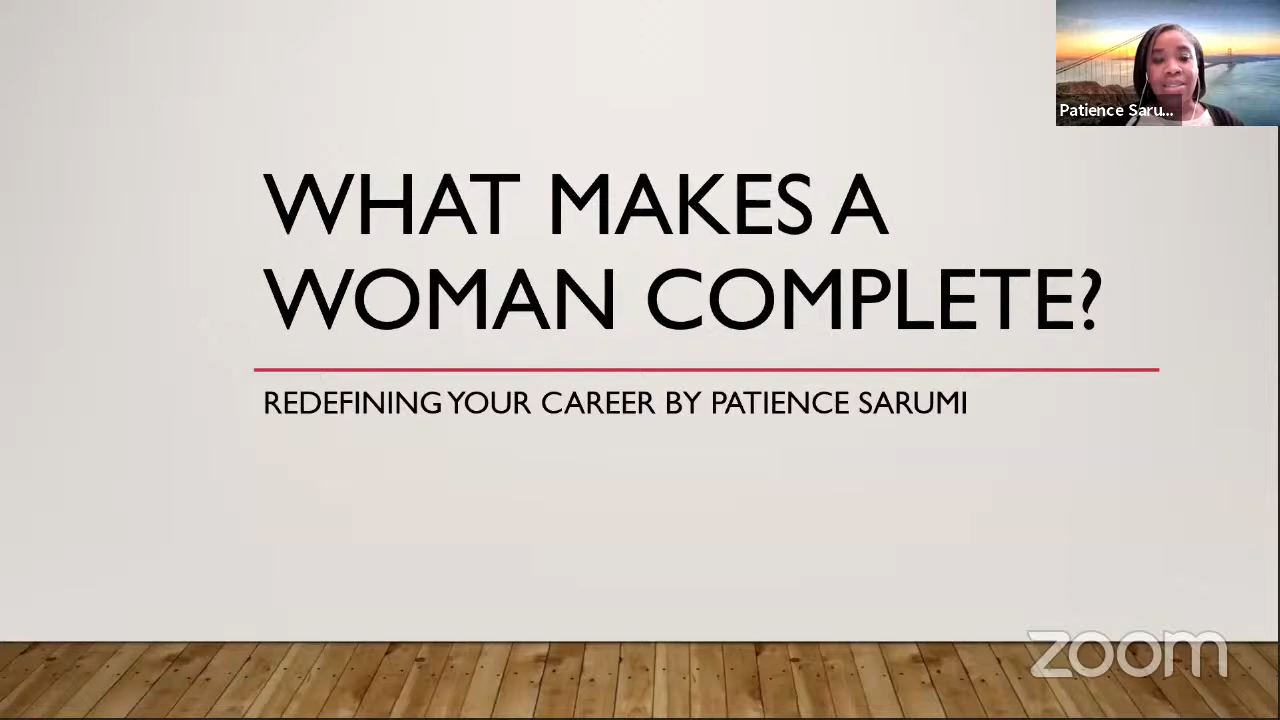 Patience Saru...
WHAT MAKES A
WOMAN COMPLETE?
REDEFINING YOUR CAREER BY PATIENCE SARUMI
zoom